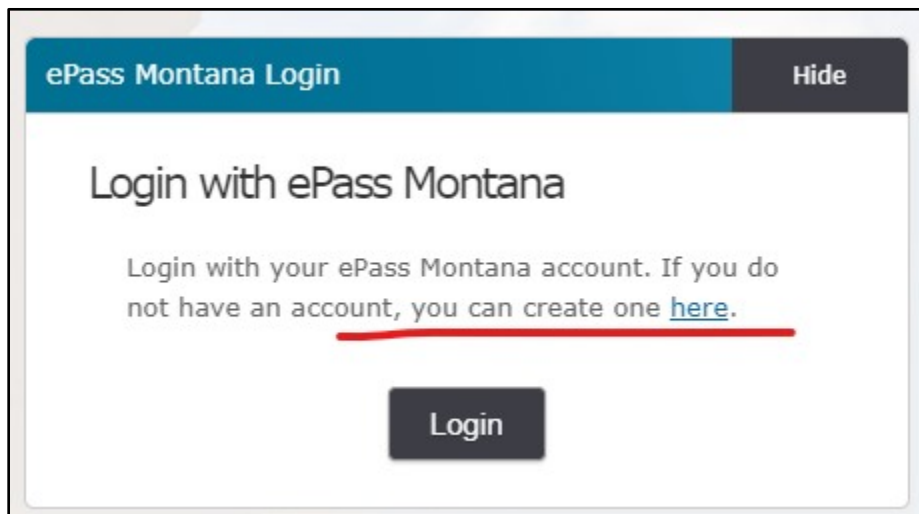 ePass Montana Login
Hide
Login with ePass Montana
Login with your ePass Montana account. If you do
not have an account, you can create one here.
Login